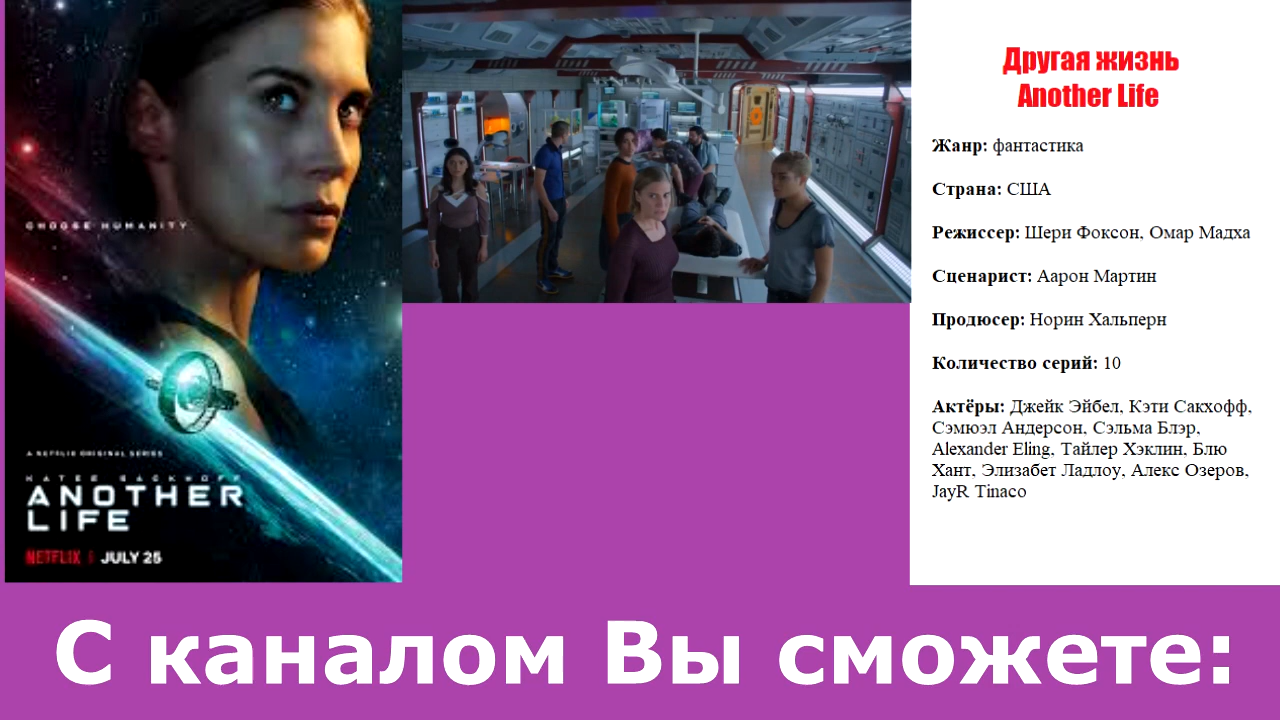 CHOOSE HUMANITY
A NETFLIX ORIGINAL SERIES
KATEE SACKHOFF
ANOTHER
LIFE
NETFLIX | JULY 25
Другая жизнь
Another Life
Жанр: фантастика
Страна: США
Режиссер: Шери Фоксон, Омар Мадха
Сценарист: Аарон Мартин
Продюсер: Норин Хальперн
Количество серий: 10
Актёры: Джейк Эйбел, Кэти Сакхофф,
Сэмюэл Андерсон, Сэльма Блэр,
Alexander Eling, Тайлер Хэклин, Блю
Хант, Элизабет Ладлоу, Алекс Озеров,
JayR Tinaco
С каналом Вы сможете: